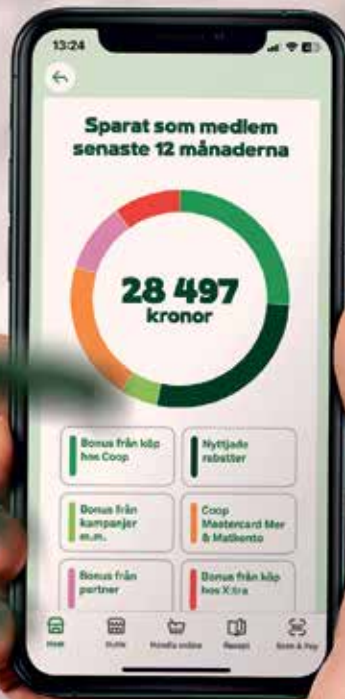 13:24
Sparat som medlem
senaste 12 månaderna
28 497
kronor
Bonus från köp
hos Coop
Nyttjade
rabatter
Bonus från
kampanjer
m.m.
Coop
Mastercard Mer
& Matkonto
Bonus från
partner
Bonus från köp
hos X:tra
Butik
Handla online
Recept
Scan & Pay